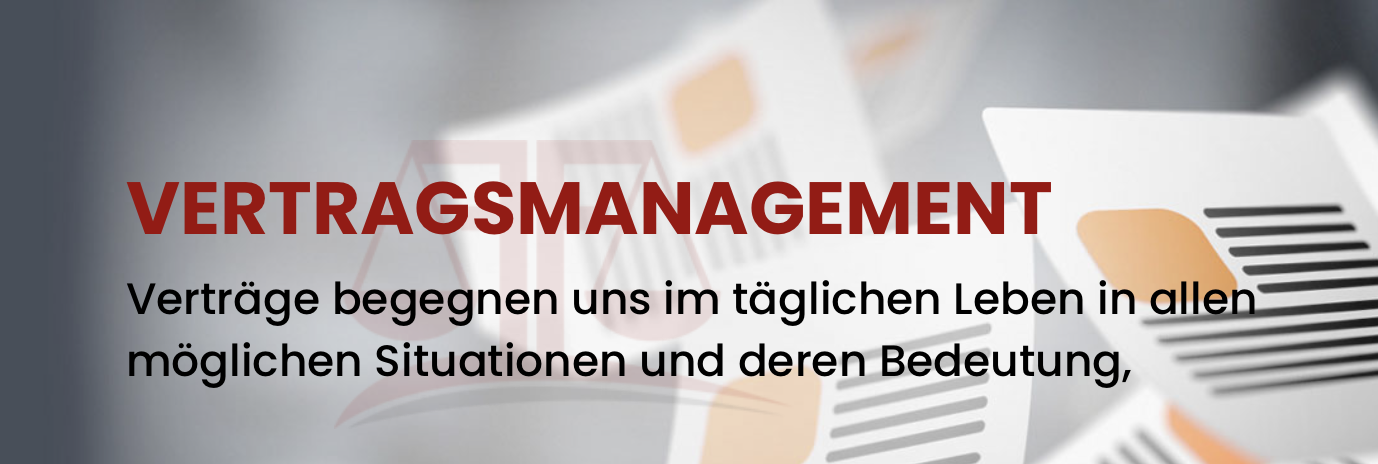 VERTRAGSMANAGEMENT
Verträge begegnen uns im täglichen Leben in allen
möglichen Situationen und deren Bedeutung,